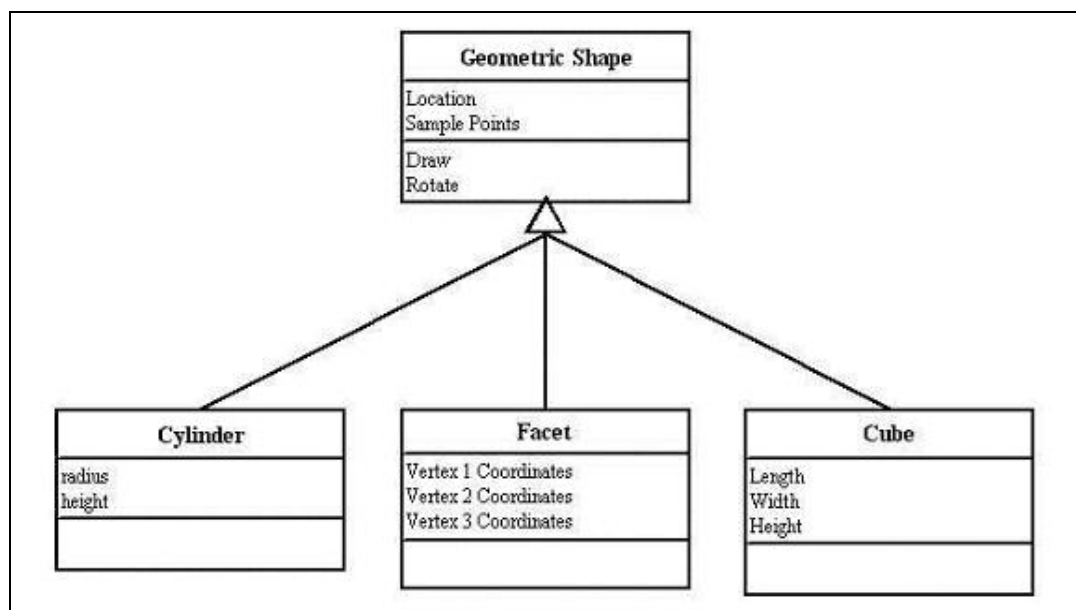 Geometric Shape
Location
Sample Points
Draw
Rotate
Cylinder
radius
height
Facet
Vertex 1 Coordinates
Vertex 2 Coordinates
Vertex 3 Coordinates
Cube
Length
Width
Height